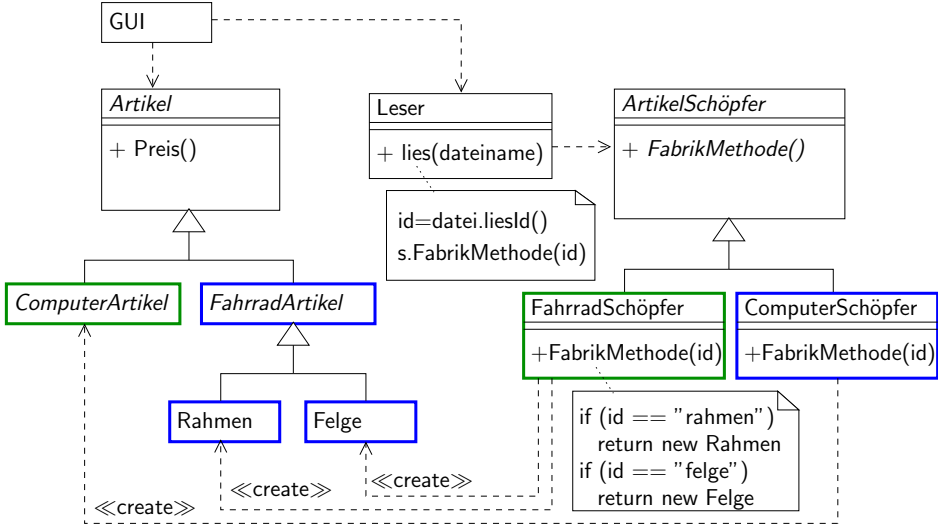 GUI
Artikel
+ Preis()
Leser
+ lies(dateiname)
ArtikelSchöpfer
+ FabrikMethode()
id=datei.liesId()
s.FabrikMethode(id)
ComputerArtikel
FahrradArtikel
FahrradSchöpfer
+FabrikMethode(id)
ComputerSchöpfer
+FabrikMethode(id)
Rahmen
Felge
if (id == "rahmen")
return new Rahmen
if (id == "felge")
return new Felge
≪create≫
≪create≫
≪create≫